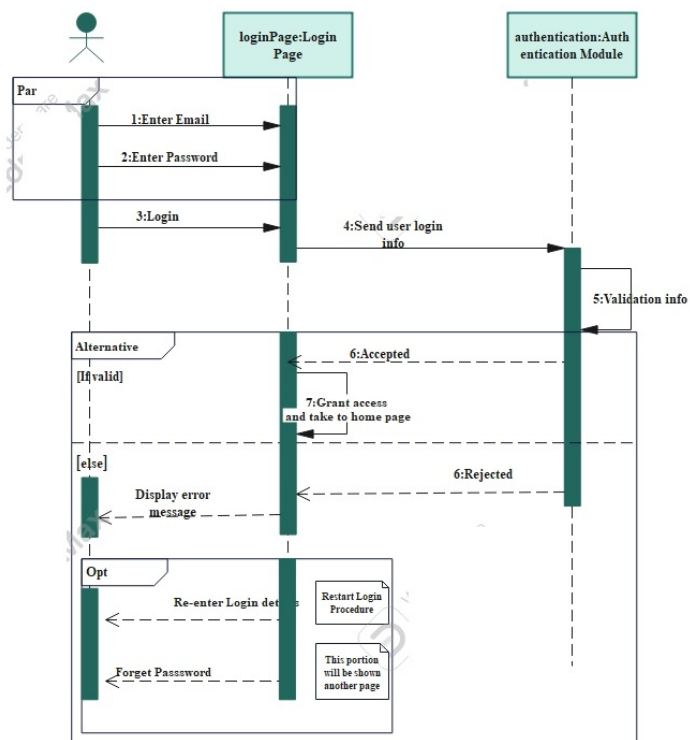 loginPage:Login
Page
authentication:Auth
entication Module
Par
1:Enter Email
2:Enter Password
3:Login
4:Send user login
info
5:Validation info
Alternative
6:Accepted
[If valid]
7:Grant access
and take to home page
[else]
6:Rejected
Display error
message
Opt
Re-enter Login details
Restart Login
Procedure
This portion
will be shown
another page
Forget Passsword